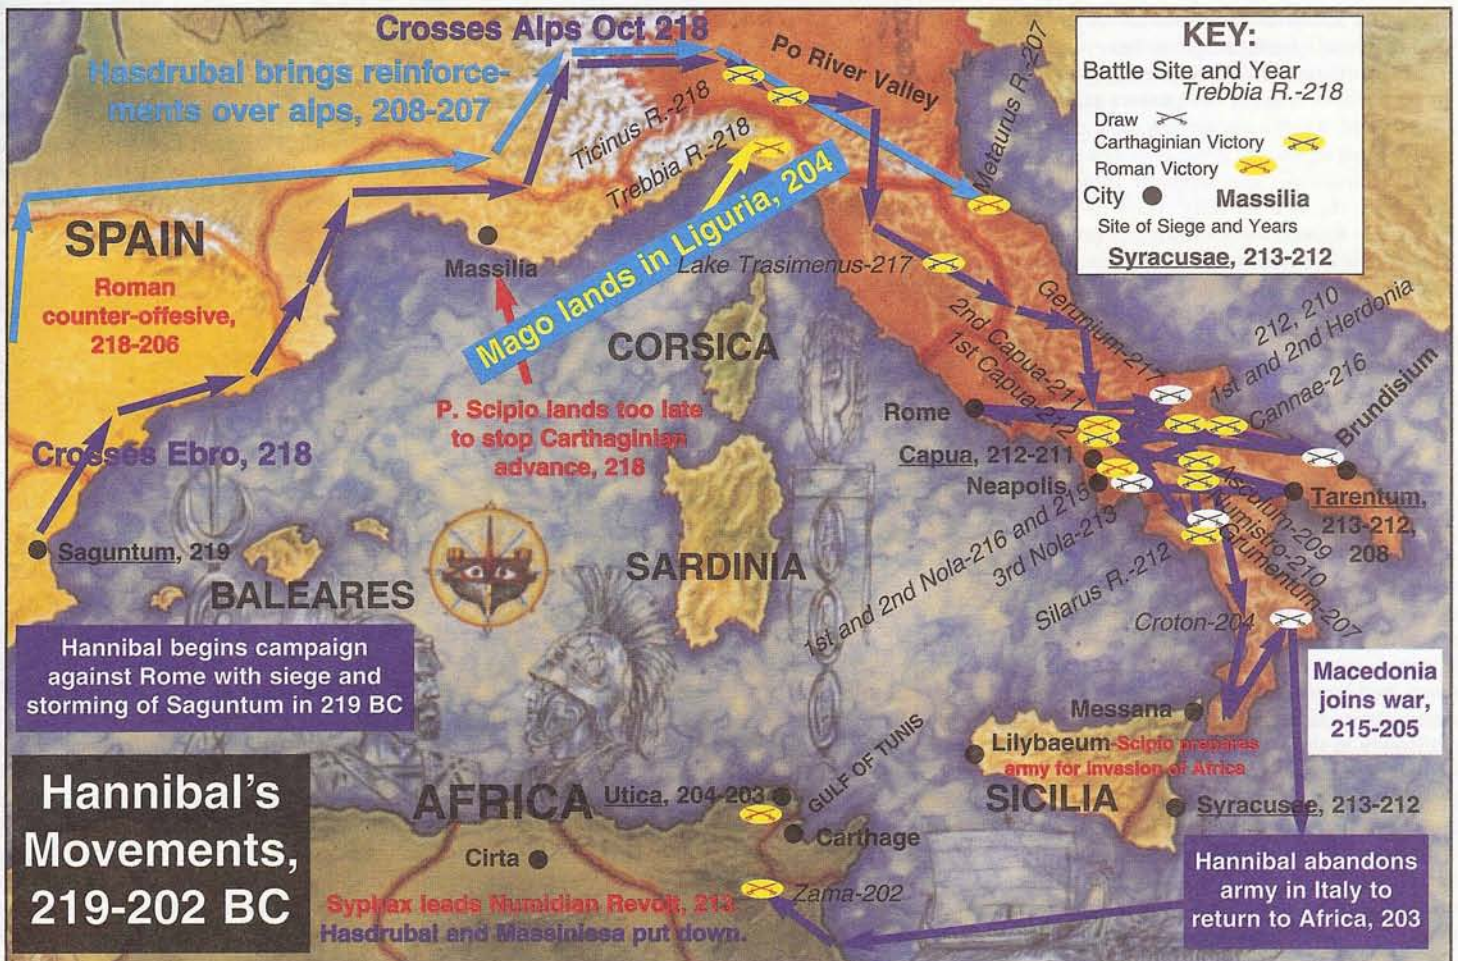 Crosses Alps Oct 218
Hasdrubal brings reinforce-
ments over alps, 208-207
Po River Valley
Metaurus R.-207
KEY:
Battle Site and Year
Trebbia R.-218
Draw
Carthaginian Victory
Roman Victory
City
Massilia
Site of Siege and Years
Syracusae, 213-212
Ticinus R.-218
Trebbia R.-218
SPAIN
Roman
counter-offesive,
218-206
Massilia
Mago lands in Liguria, 204
Lake Trasimenus-217
CORSICA
Gerunium-217
2nd Capua-211
1st Capua-212
212, 210
1st and 2nd Herdonia
Cannae-216
Brundisium
Rome
P. Scipio lands too late
to stop Carthaginian
advance, 218
Crosses Ebro, 218
Capua, 212-211
Neapolis
Tarentum,
213-212,
208
Asculum-209
Numistro-210
Grumentum-207
1st and 2nd Nola-216 and 215
3rd Nola-213
Silarus R.-212
Saguntum, 219
BALEARES
SARDINIA
Croton-204
Hannibal begins campaign
against Rome with siege and
storming of Saguntum in 219 BC
Macedonia
joins war,
215-205
Messana
Lilybaeum-Scipio prepares
army for invasion of Africa
SICILIA
Syracusae, 213-212
Hannibal's
Movements,
219-202 BC
AFRICA
Utica, 204-203
GULF OF TUNIS
Carthage
Cirta
Zama-202
Syphax leads Numidian Revolt, 213
Hasdrubal and Massinissa put down.
Hannibal abandons
army in Italy to
return to Africa, 203